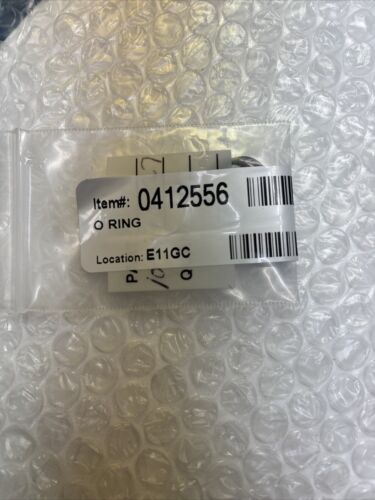 Item#: 0412556
O RING
Location: E11GC